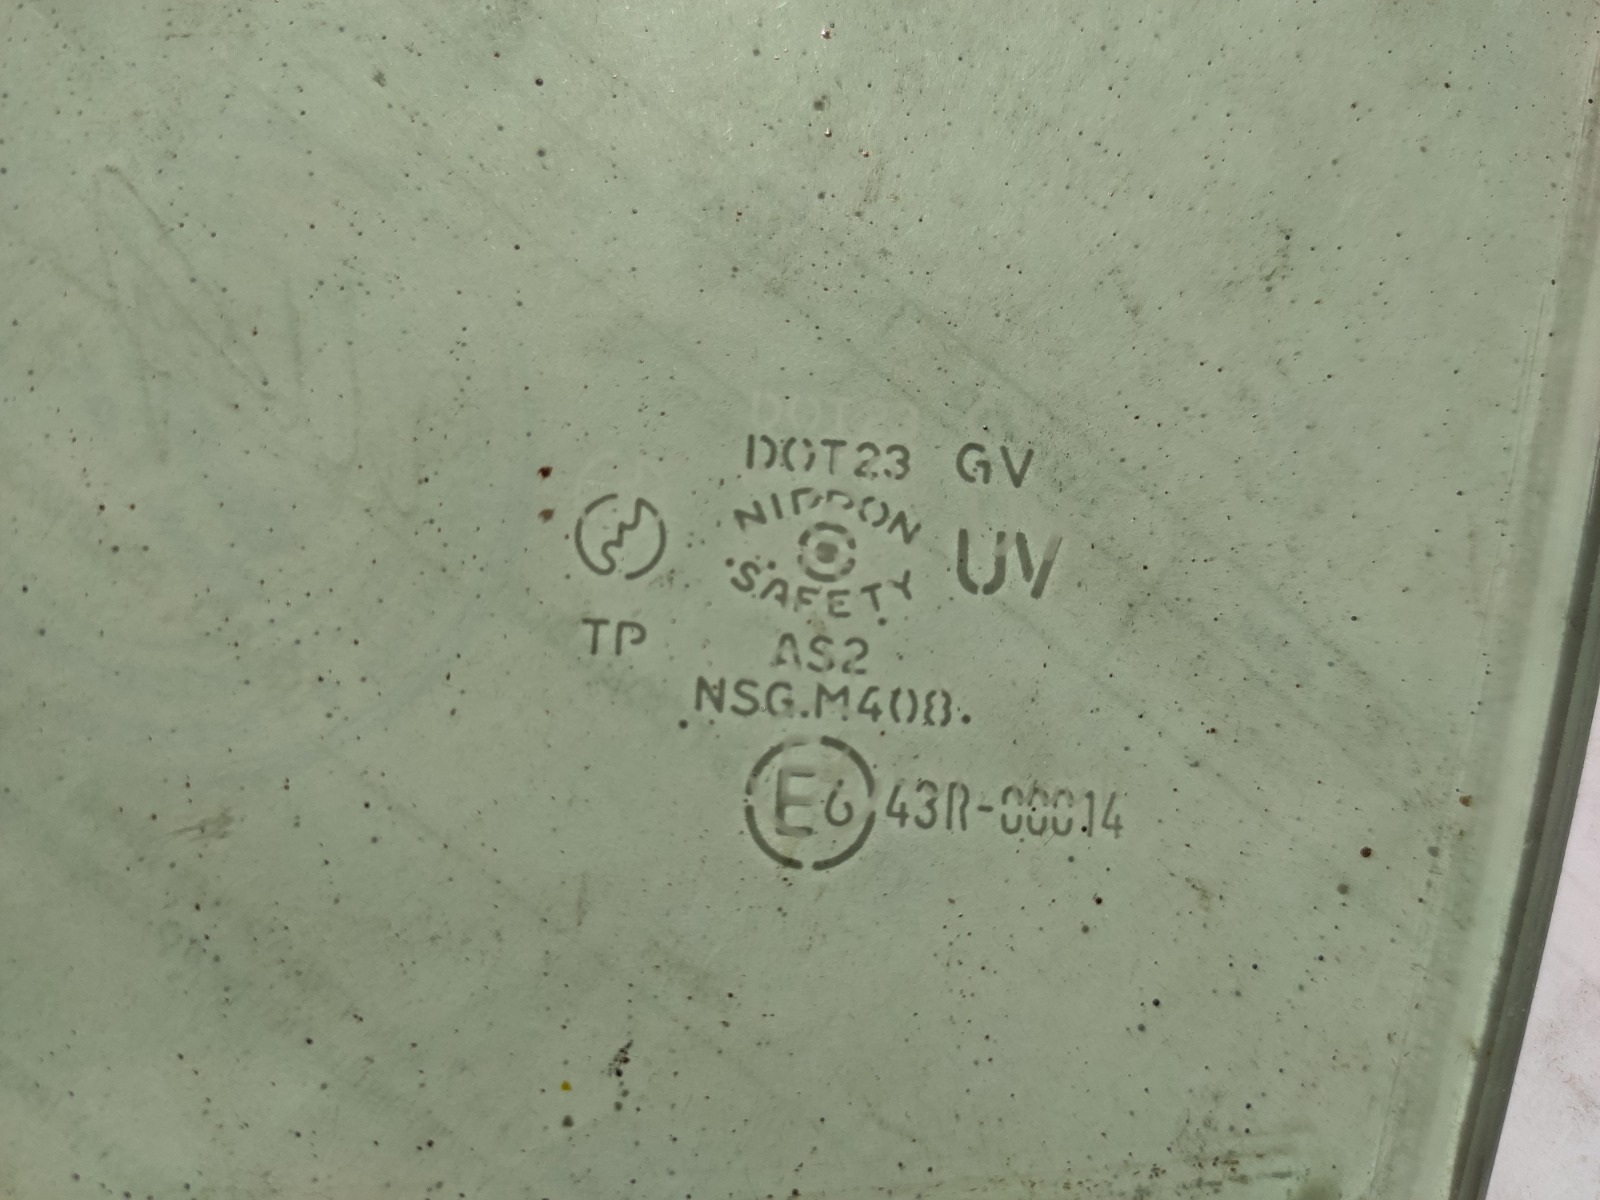 DOT23 GV
NIPPON
SAFETY
UV
TP
AS2
NSG.M408.
E6 43R-00014